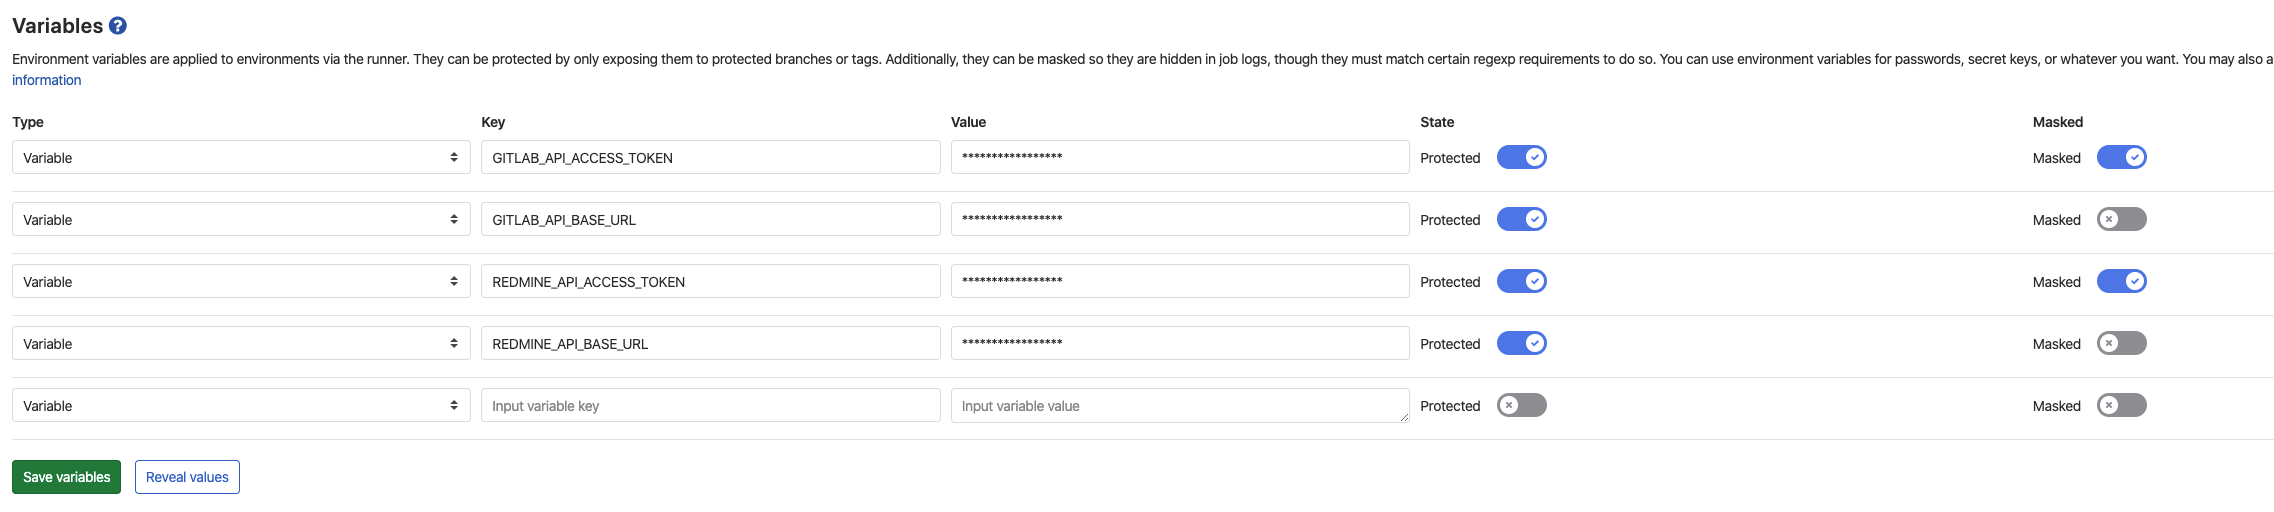 Variables ?
Environment variables are applied to environments via the runner. They can be protected by only exposing them to protected branches or tags. Additionally, they can be masked so they are hidden in job logs, though they must match certain regexp requirements to do so. You can use environment variables for passwords, secret keys, or whatever you want. You may also a
information
Type Key Value State Masked
Variable GITLAB_API_ACCESS_TOKEN ***************** Protected Masked
Variable GITLAB_API_BASE_URL ***************** Protected Masked
Variable REDMINE_API_ACCESS_TOKEN ***************** Protected Masked
Variable REDMINE_API_BASE_URL ***************** Protected Masked
Variable Input variable key Input variable value Protected Masked
Save variables Reveal values